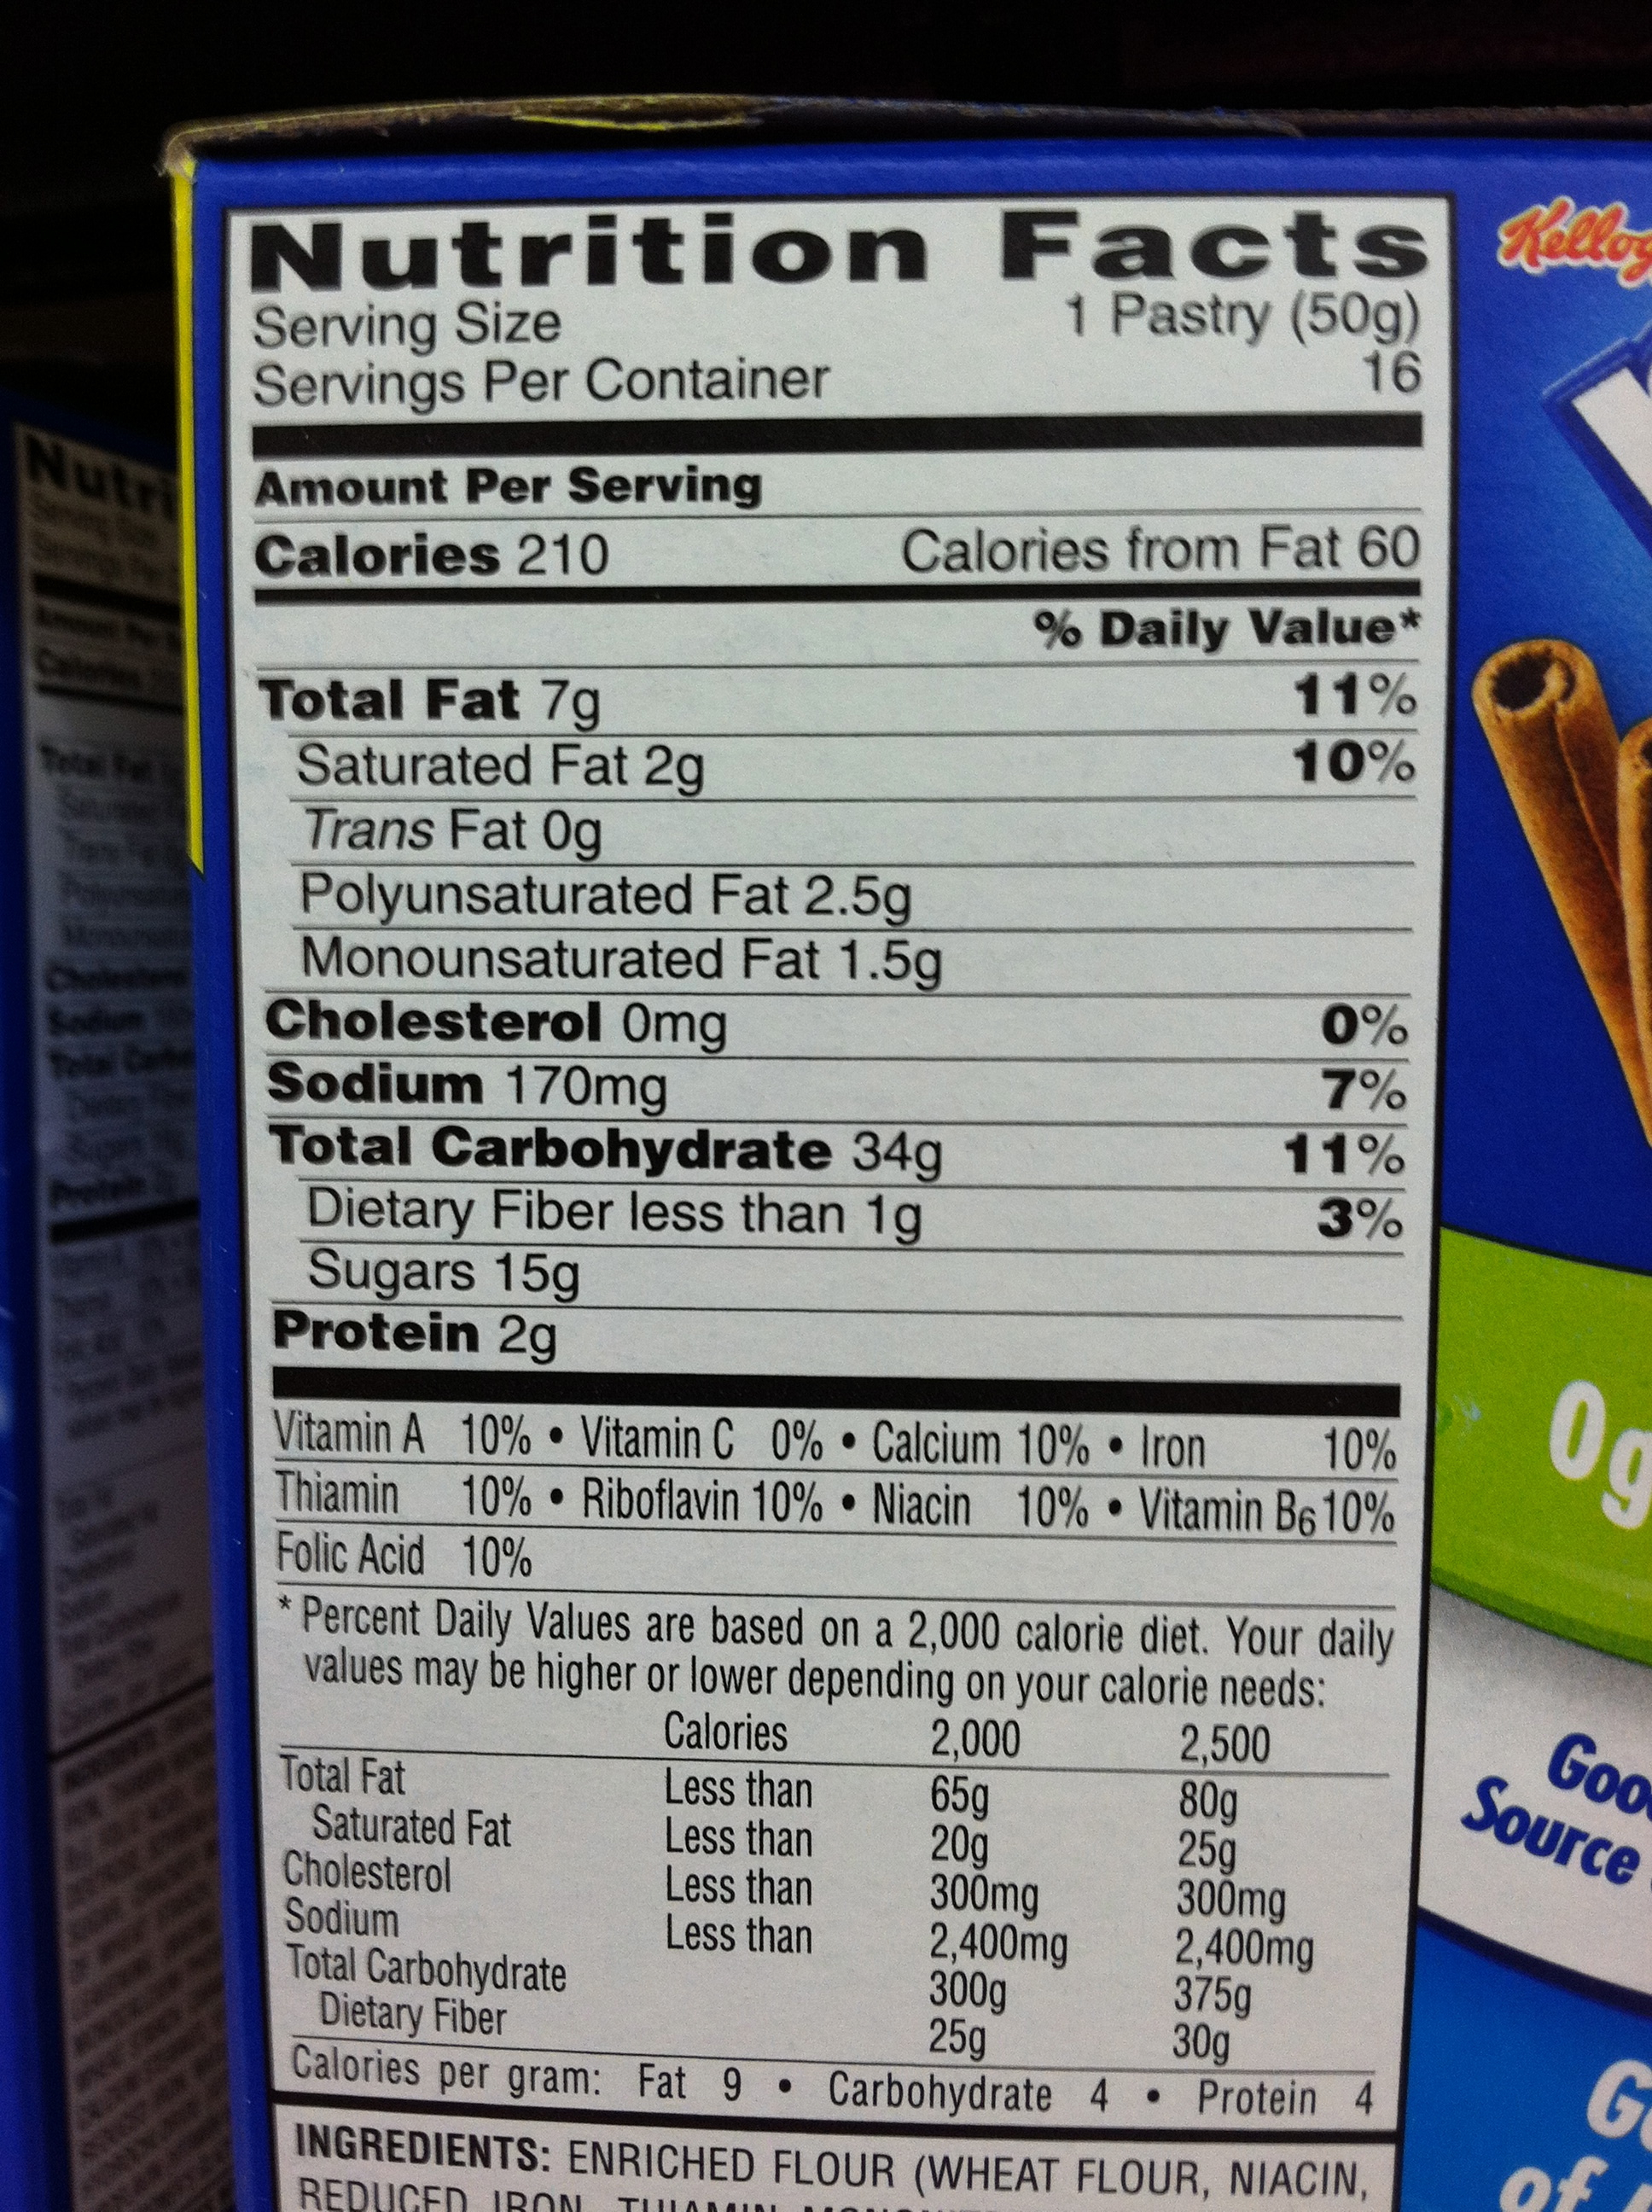 Nutrition Facts
Serving Size 1 Pastry (50g)
Servings Per Container 16
Amount Per Serving
Calories 210 Calories from Fat 60
% Daily Value*
Total Fat 7g 11%
Saturated Fat 2g 10%
Trans Fat 0g
Polyunsaturated Fat 2.5g
Monounsaturated Fat 1.5g
Cholesterol 0mg 0%
Sodium 170mg 7%
Total Carbohydrate 34g 11%
Dietary Fiber less than 1g 3%
Sugars 15g
Protein 2g
Vitamin A 10% • Vitamin C 0% • Calcium 10% • Iron 10%
Thiamin 10% • Riboflavin 10% • Niacin 10% • Vitamin B6 10%
Folic Acid 10%
* Percent Daily Values are based on a 2,000 calorie diet. Your daily
values may be higher or lower depending on your calorie needs:
Calories 2,000 2,500
Total Fat Less than 65g 80g
Saturated Fat Less than 20g 25g
Cholesterol Less than 300mg 300mg
Sodium Less than 2,400mg 2,400mg
Total Carbohydrate 300g 375g
Dietary Fiber 25g 30g
Calories per gram: Fat 9 • Carbohydrate 4 • Protein 4
INGREDIENTS: ENRICHED FLOUR (WHEAT FLOUR, NIACIN,
REDUCED IRON, THIAMIN
Kellog
0g
Goo
Source
G
of
Nutri